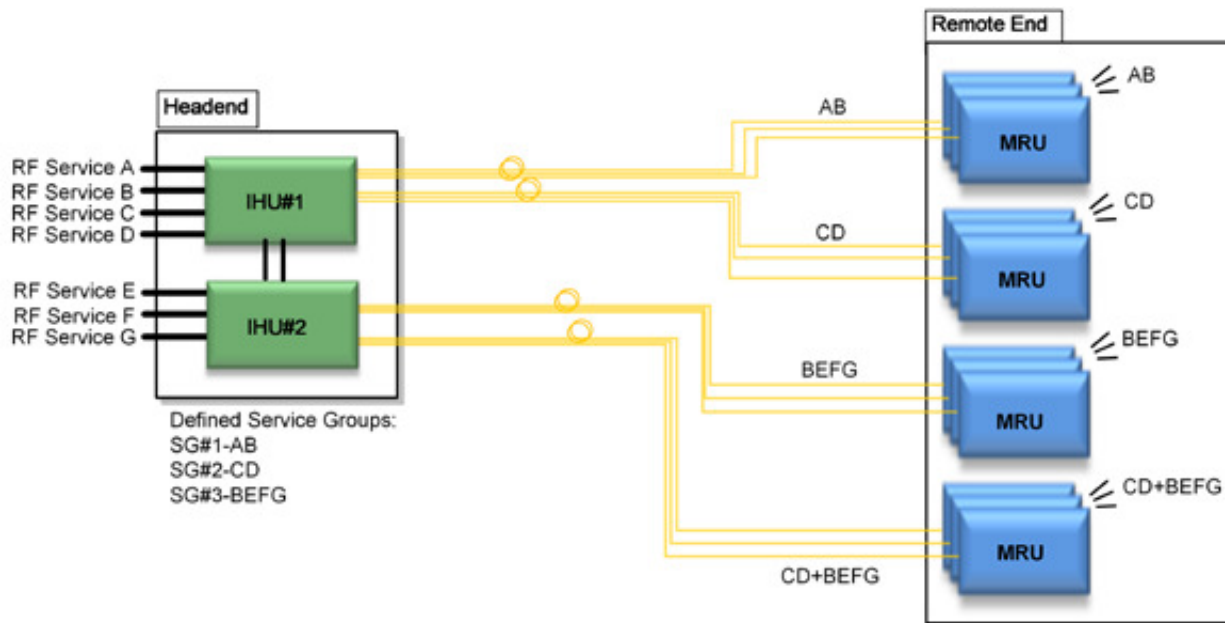 Remote End
Headend
RF Service A
RF Service B
RF Service C
RF Service D
IHU#1
RF Service E
RF Service F
RF Service G
IHU#2
Defined Service Groups:
SG#1-AB
SG#2-CD
SG#3-BEFG
AB
CD
BEFG
CD+BEFG
MRU
AB
MRU
CD
MRU
BEFG
MRU
CD+BEFG